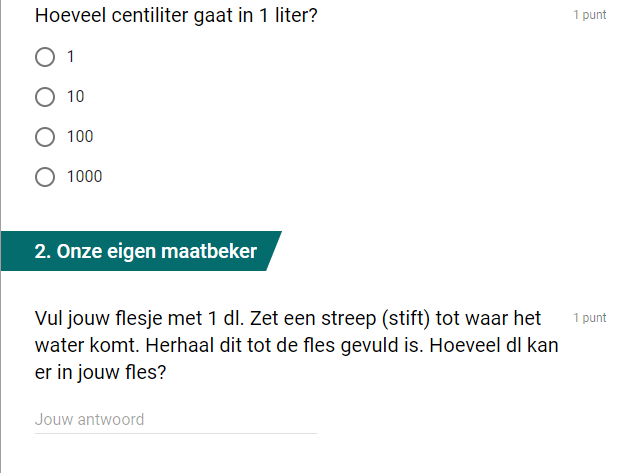 Hoeveel centiliter gaat in 1 liter?
1 punt
1
10
100
1000
2. Onze eigen maatbeker
Vul jouw flesje met 1 dl. Zet een streep (stift) tot waar het
1 punt
water komt. Herhaal dit tot de fles gevuld is. Hoeveel dl kan
er in jouw fles?
Jouw antwoord